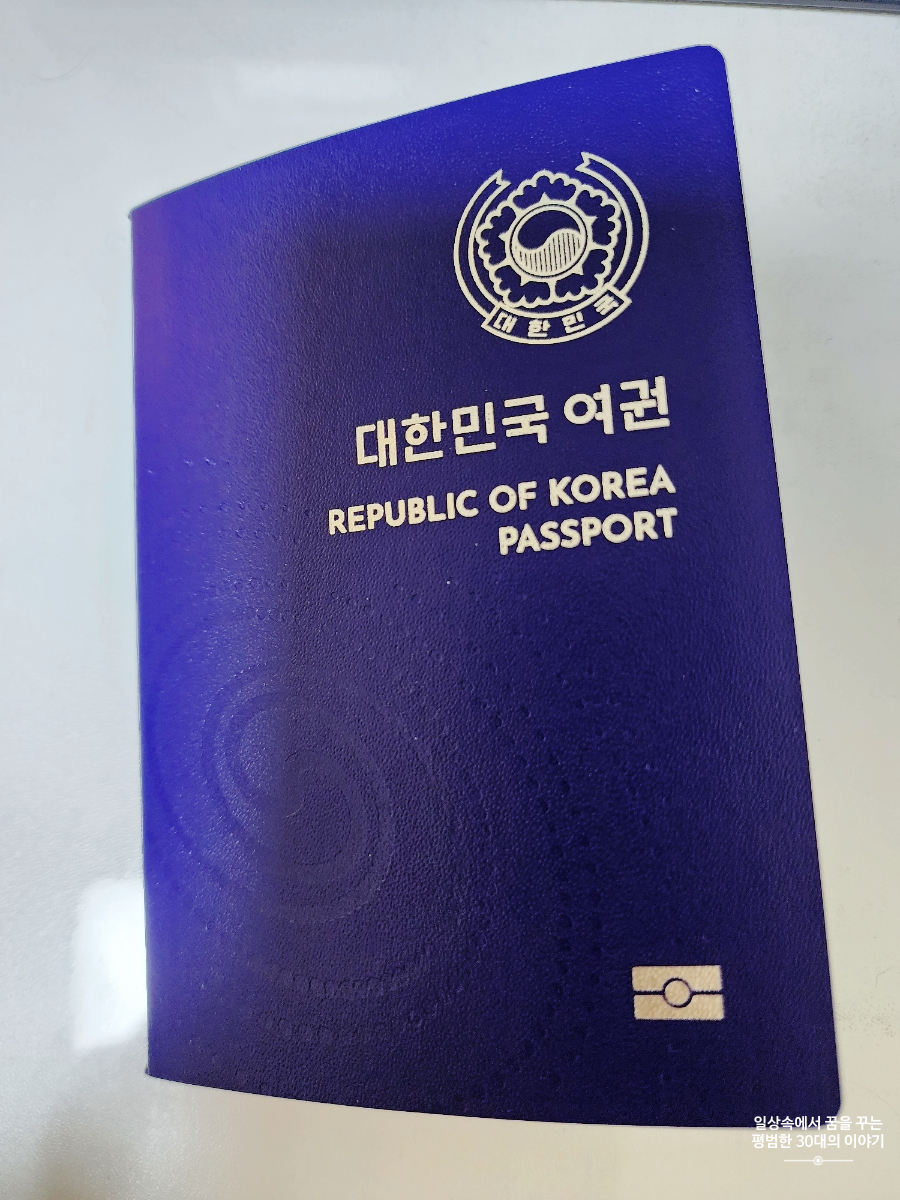 대한민국
대한민국 여권
REPUBLIC OF KOREA
PASSPORT
일상속에서 꿈을 꾸는
평범한 30대의 이야기